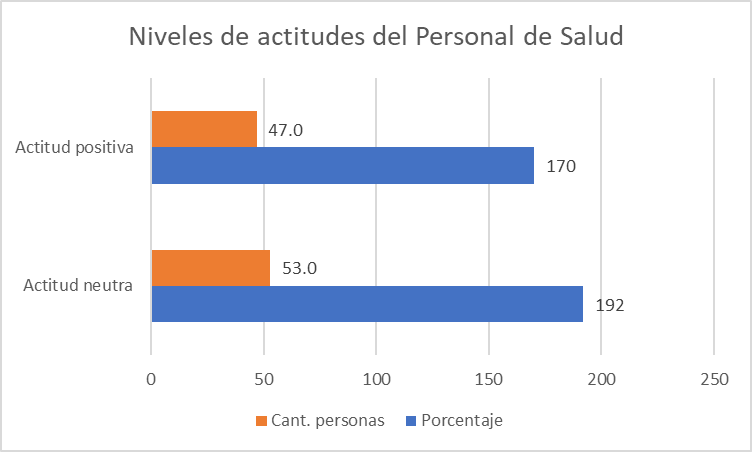 Niveles de actitudes del Personal de Salud
Actitud positiva
47.0
170
Actitud neutra
53.0
192
0 50 100 150 200 250
Cant. personas Porcentaje